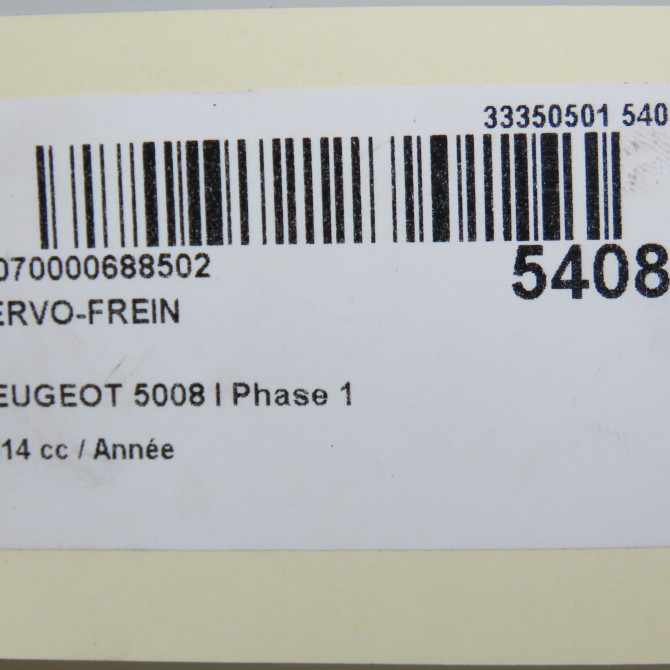 33350501 540
070000688502
5408
ERVO-FREIN
EUGEOT 5008 I Phase 1
14 cc / Année